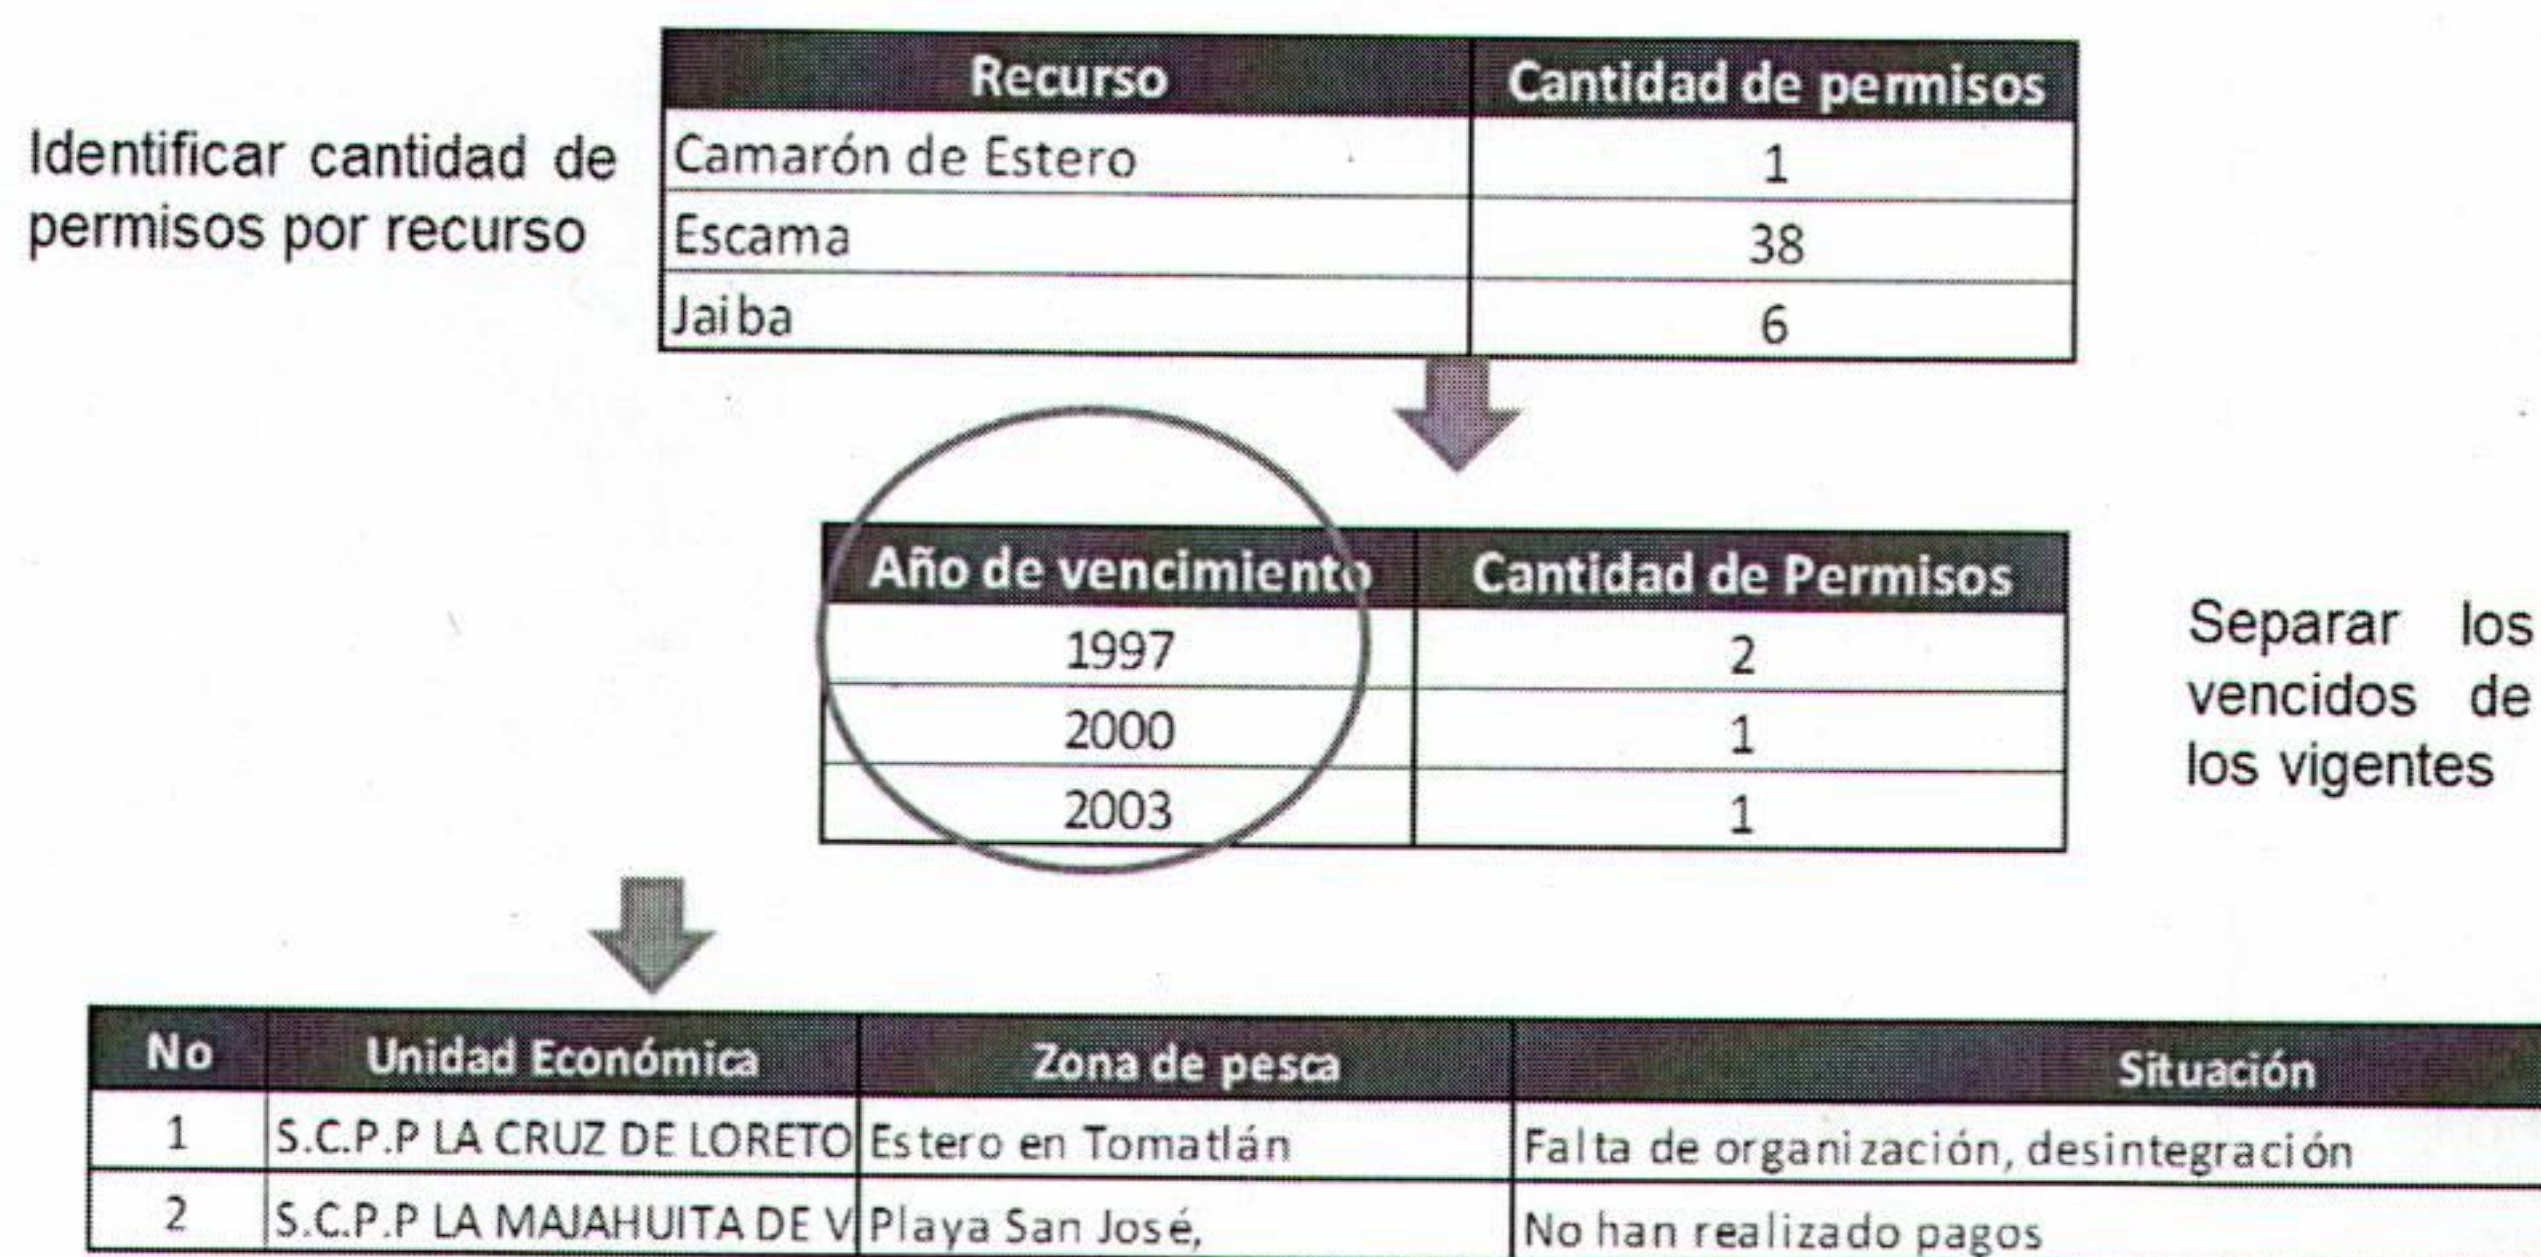 Recurso Cantidad de permisos
Identificar cantidad de
permisos por recurso
Camarón de Estero 1
Escama 38
Jaiba 6
Año de vencimiento Cantidad de Permisos
1997 2
2000 1
2003 1
Separar los
vencidos de
los vigentes
No Unidad Económica Zona de pesca Situación
1 S.C.P.P LA CRUZ DE LORETO Estero en Tomatlán Falta de organización, desintegración
2 S.C.P.P LA MAJAHUITA DE V Playa San José, No han realizado pagos